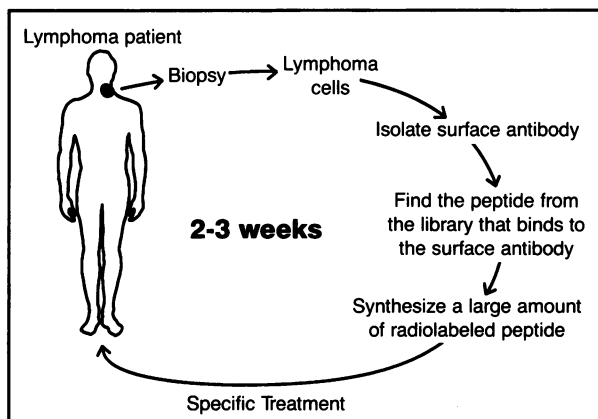 Lymphoma patient
Biopsy
Lymphoma
cells
Isolate surface antibody
Find the peptide from
the library that binds to
the surface antibody
2-3 weeks
Synthesize a large amount
of radiolabeled peptide
Specific Treatment